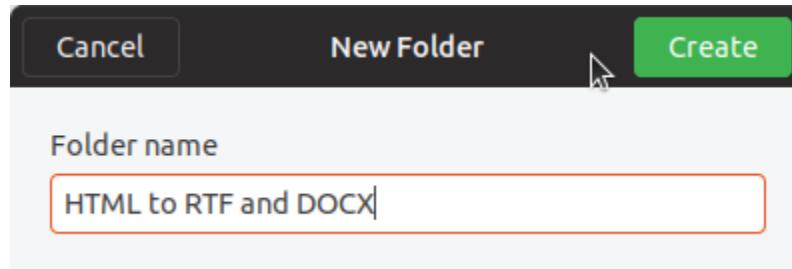 Cancel New Folder Create
Folder name
HTML to RTF and DOCX